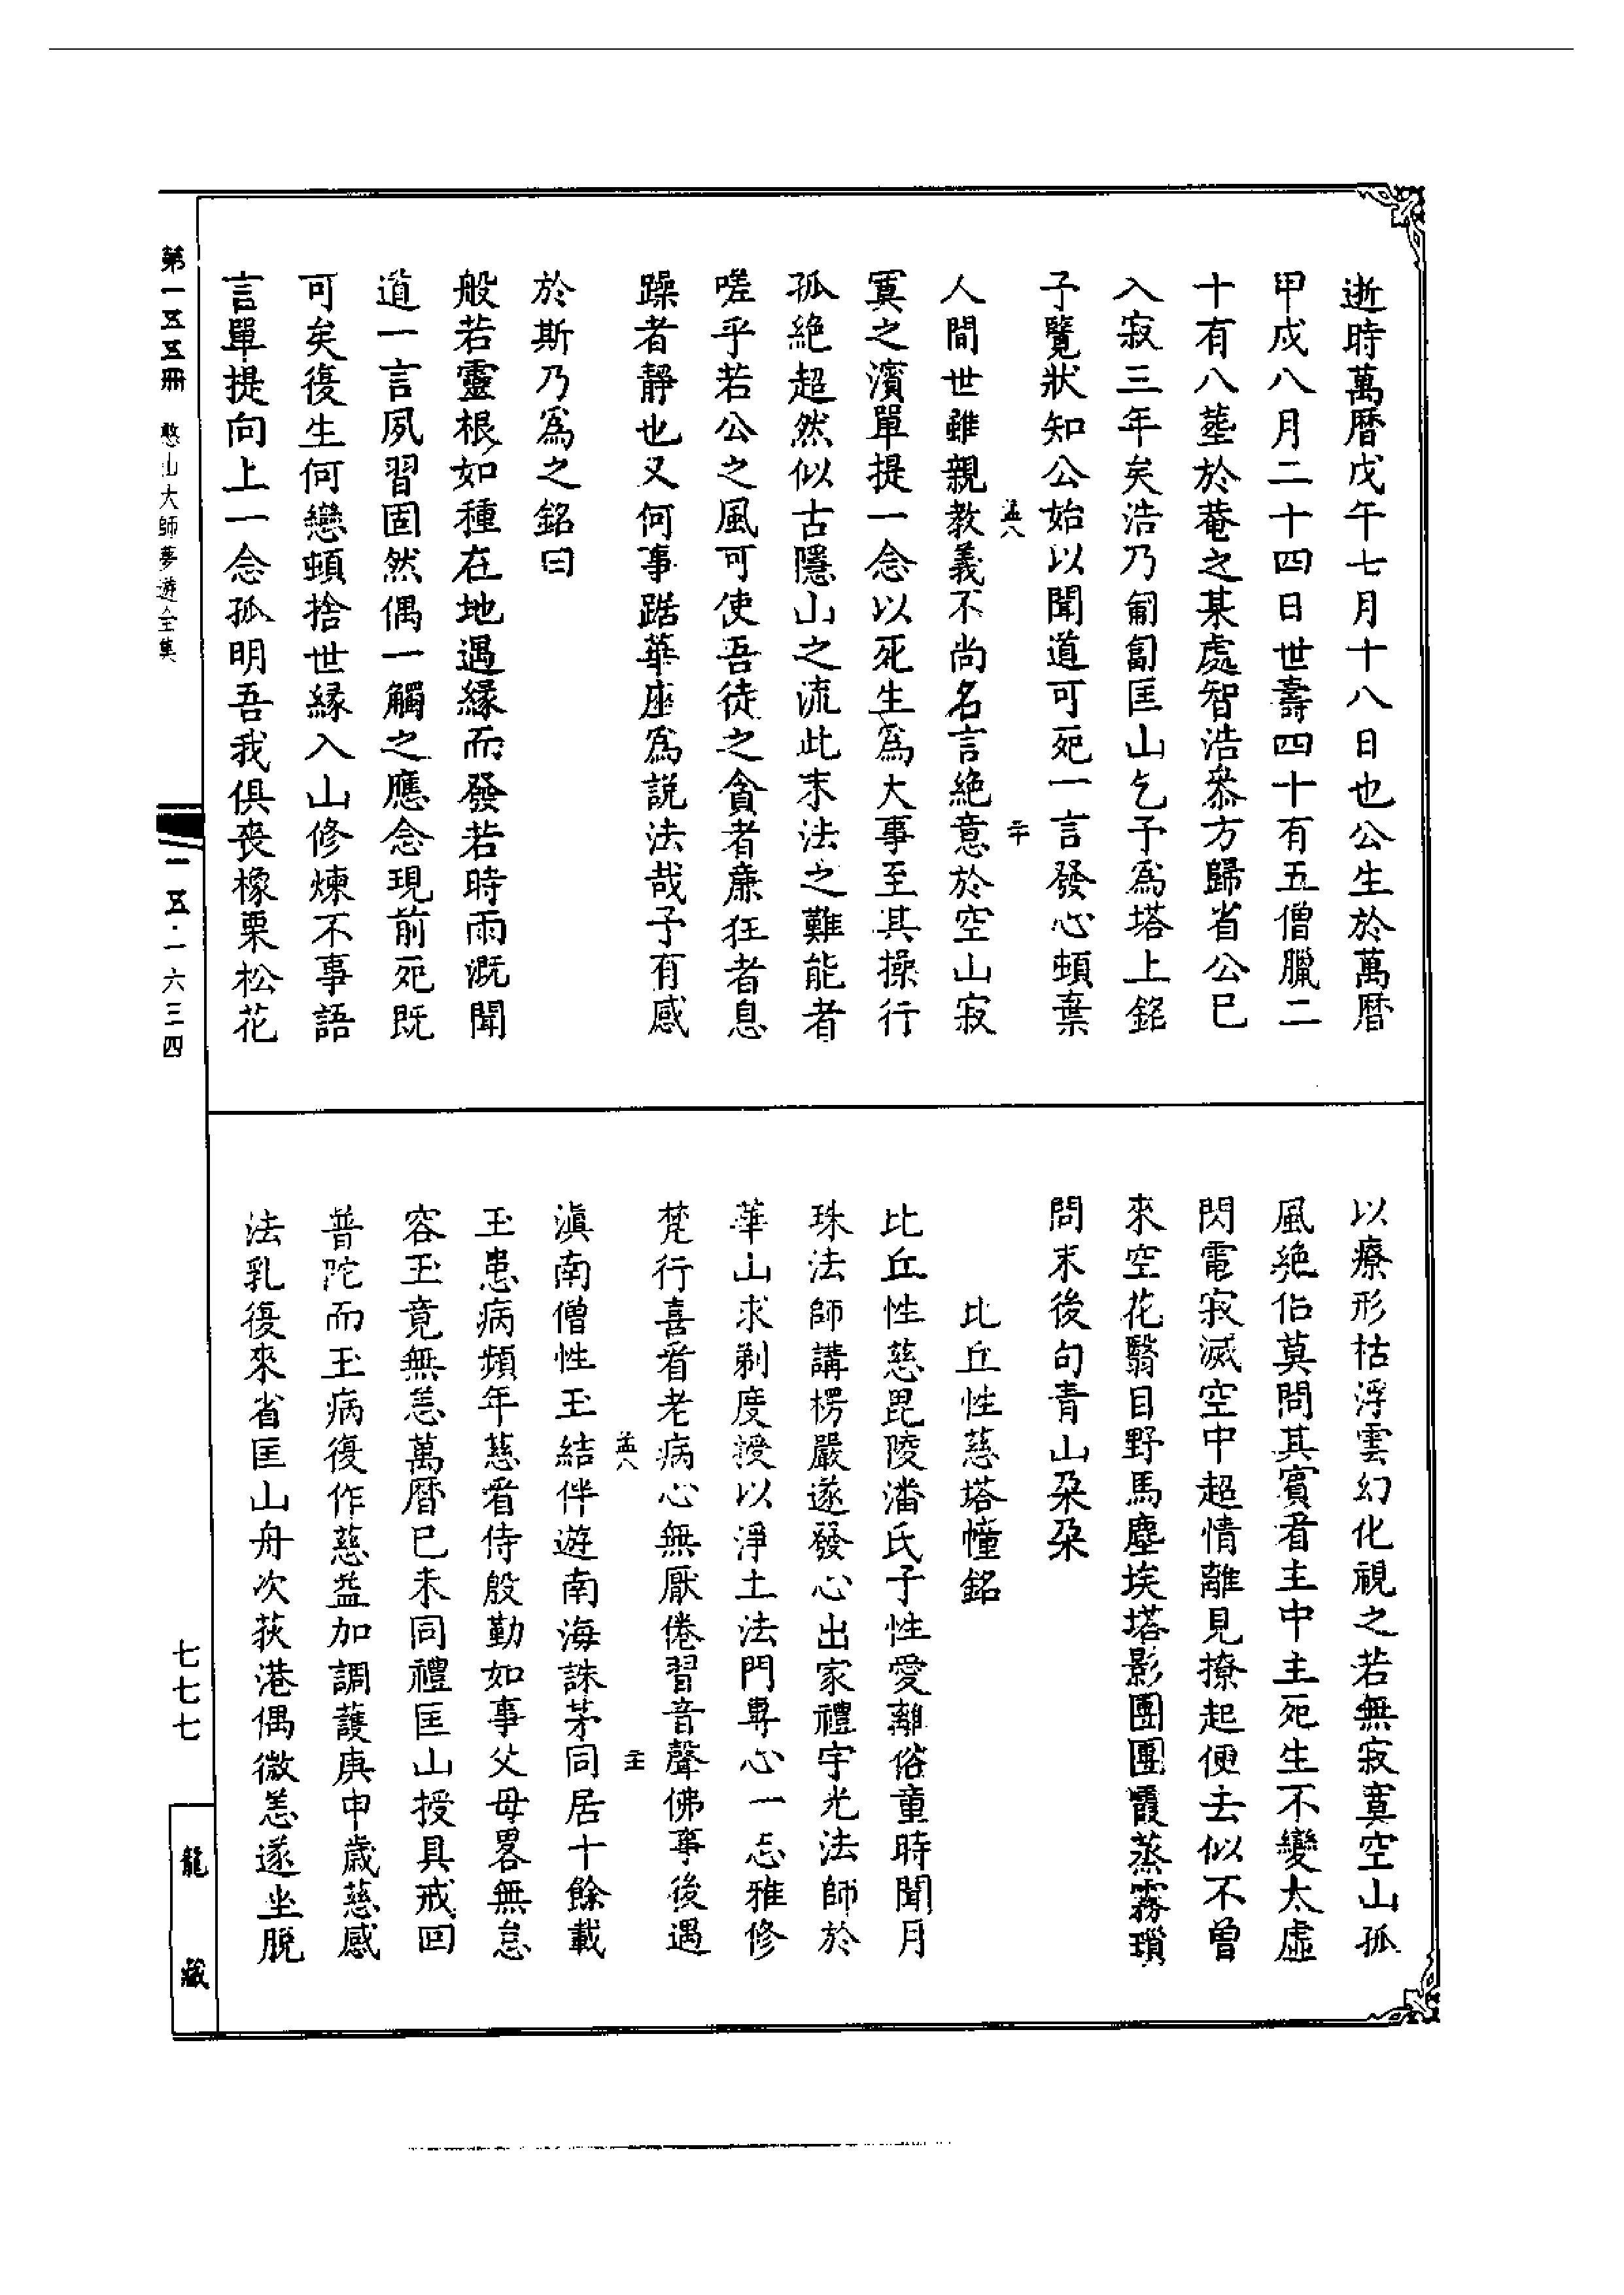 逝時萬曆戊午七月十八日也公生於萬曆
甲戌八月二十四日世壽四十有五僧臘二
十有八塟於菴之某處智浩叅方歸省公已
入寂三年矣浩乃匍匐匡山乞予爲塔上銘
予覽狀知公始以聞道可死一言發心頓棄
孟八
二十
人間世雖親教義不尚名言絶意於空山寂
寞之濱單提一念以死生爲大事至其操行
孤絶超然似古隱山之流此末法之難能者
嗟乎若公之風可使吾徒之貪者廉狂者息
躁者靜也又何事踞華座爲説法哉予有感
於斯乃爲之銘曰
般若靈根如種在地遇緣而發若時雨溉聞
道一言夙習固然偶一觸之應念現前死既
可矣復生何戀頓捨世緣入山修煉不事語
言單提向上一念孤明吾我俱喪橡栗松花
以療形枯浮雲幻化視之若無寂寞空山孤
風絶佔莫問其賓看主中主死生不變太虛
閃電寂滅空中超情離見撩起便去似不曾
來空花翳目野馬塵埃塔影團團霞蒸霧瑣
問末後句青山朶朶
比丘性慈塔幢銘
比丘性慈毘陵潘氏子性愛離俗童時聞月
珠法師講楞嚴遂發心出家禮宇光法師於
華山求剃度授以淨土法門專心一志雅修
梵行喜看老病心無厭倦習音聲佛事後遇
孟八
主
滇南僧性玉結伴遊南海誅茅同居十餘載
玉患病頻年慈看侍殷勤如事父母畧無怠
容玉竟無恙萬曆已未同禮匡山授具戒回
普陀而玉病復作慈益加調護庚申歲慈感
法乳復來省匡山舟次荻港偶微恙遂坐脱
第一五五冊 憨山大師夢遊全集
一五·一六三四
七七七
龍藏